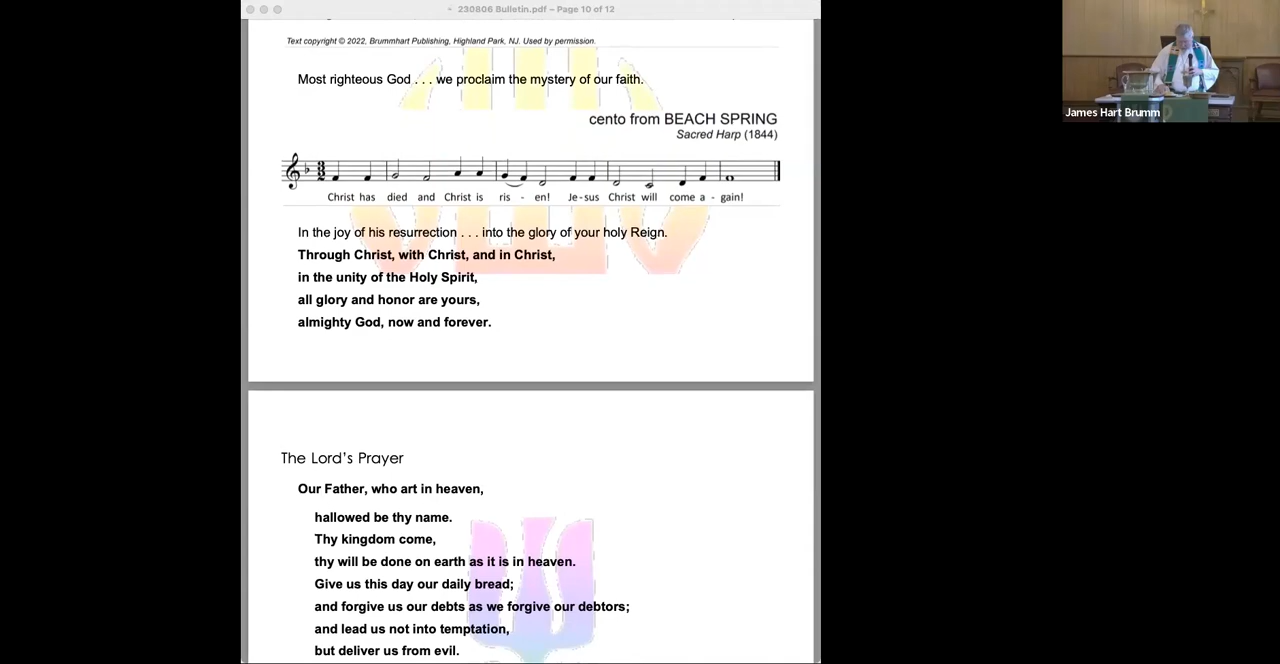 230806 Bulletin.pdf – Page 10 of 12
Text copyright © 2022, Brummhart Publishing, Highland Park, NJ. Used by permission.
Most righteous God . . . we proclaim the mystery of our faith.
cento from BEACH SPRING
Sacred Harp (1844)
3
2
Christ has died and Christ is ris - en! Je - sus Christ will come a - gain!
In the joy of his resurrection . . . into the glory of your holy Reign.
Through Christ, with Christ, and in Christ,
in the unity of the Holy Spirit,
all glory and honor are yours,
almighty God, now and forever.
The Lord's Prayer
Our Father, who art in heaven,
hallowed be thy name.
Thy kingdom come,
thy will be done on earth as it is in heaven.
Give us this day our daily bread;
and forgive us our debts as we forgive our debtors;
and lead us not into temptation,
but deliver us from evil.
James Hart Brumm